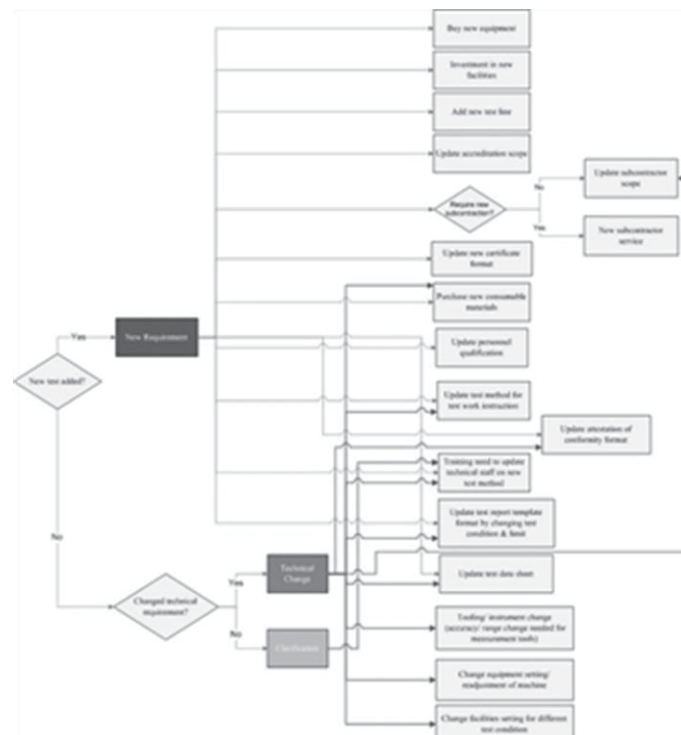 Buy new equipment
Investment in new
facilities
Add new test line
Update accreditation scope
Require new
subcontraction?
No
Yes
Update subcontractor
scope
New subcontractor
service
Update new certificate
format
Purchase new consumable
materials
Yes
New Requirement
Update personnel
qualification
New test added?
Update test method for
test work instruction
Update attestation of
conformity format
Training need to update
technical staff on new
test method
Update test report template
format by changing test
condition & limit
No
Technical
Change
Yes
Update test data sheet
Changed technical
requirement?
No
Clarification
Tooling/ instrument change
(accuracy/ range change needed for
measurement tools)
Change equipment setting/
readjustment of machine
Change facilities setting for different
test condition